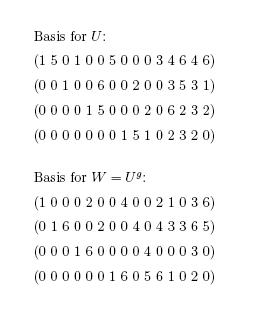 Basis for U:
(1 5 0 1 0 0 5 0 0 0 3 4 6 4 6)
(0 0 1 0 0 6 0 0 2 0 0 3 5 3 1)
(0 0 0 0 1 5 0 0 0 2 0 6 2 3 2)
(0 0 0 0 0 0 0 1 5 1 0 2 3 2 0)
Basis for W = U^g:
(1 0 0 0 2 0 0 4 0 0 2 1 0 3 6)
(0 1 6 0 0 2 0 0 4 0 4 3 3 6 5)
(0 0 0 1 6 0 0 0 0 4 0 0 0 3 0)
(0 0 0 0 0 0 1 6 0 5 6 1 0 2 0)